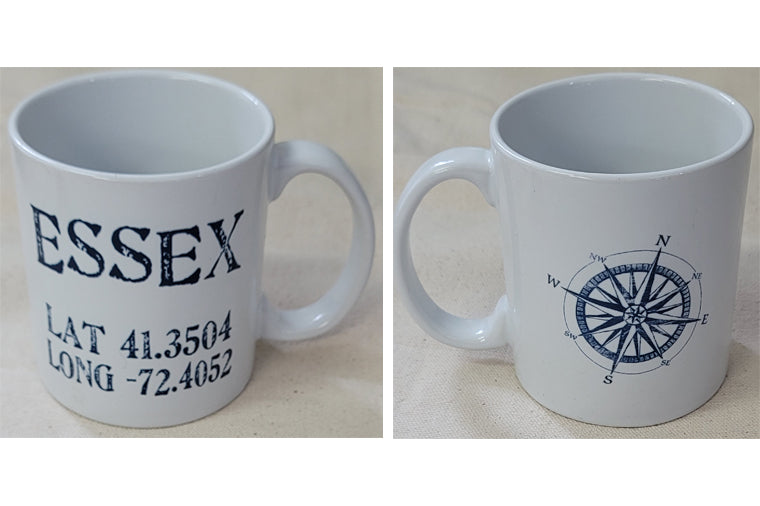 ESSEX
LAT 41.3504
LONG -72.4052
N
NW
NE
W
E
SW
SE
S